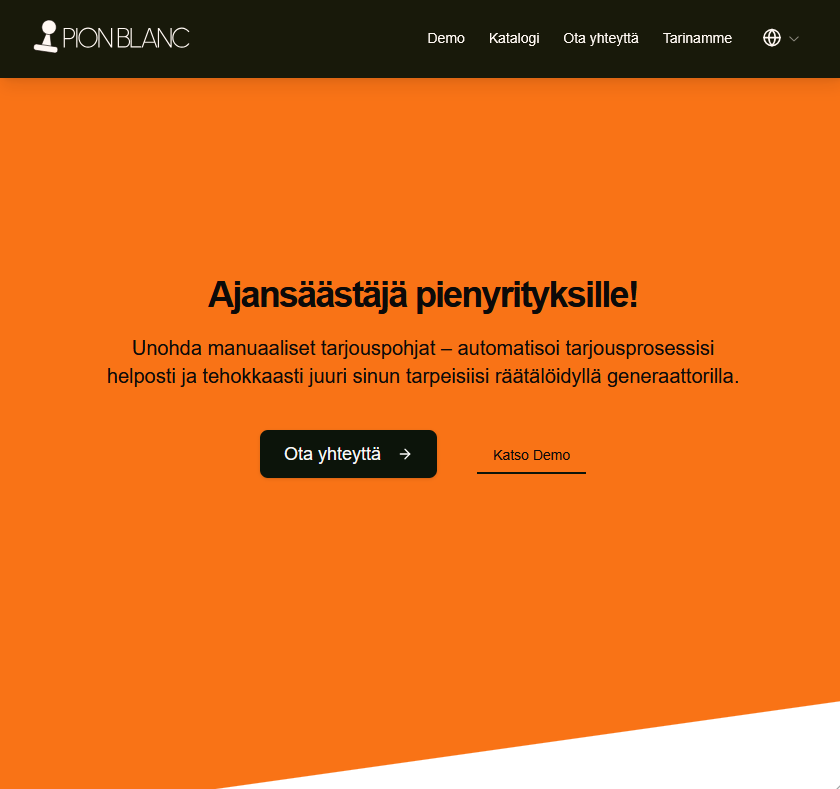 PION BLANC
Demo
Katalogi
Ota yhteyttä
Tarinamme
Ajansäästäjä pienyrityksille!
Unohda manuaaliset tarjouspohjat – automatisoi tarjousprosessisi
helposti ja tehokkaasti juuri sinun tarpeisiisi räätälöidyllä generaattorilla.
Ota yhteyttä
Katso Demo